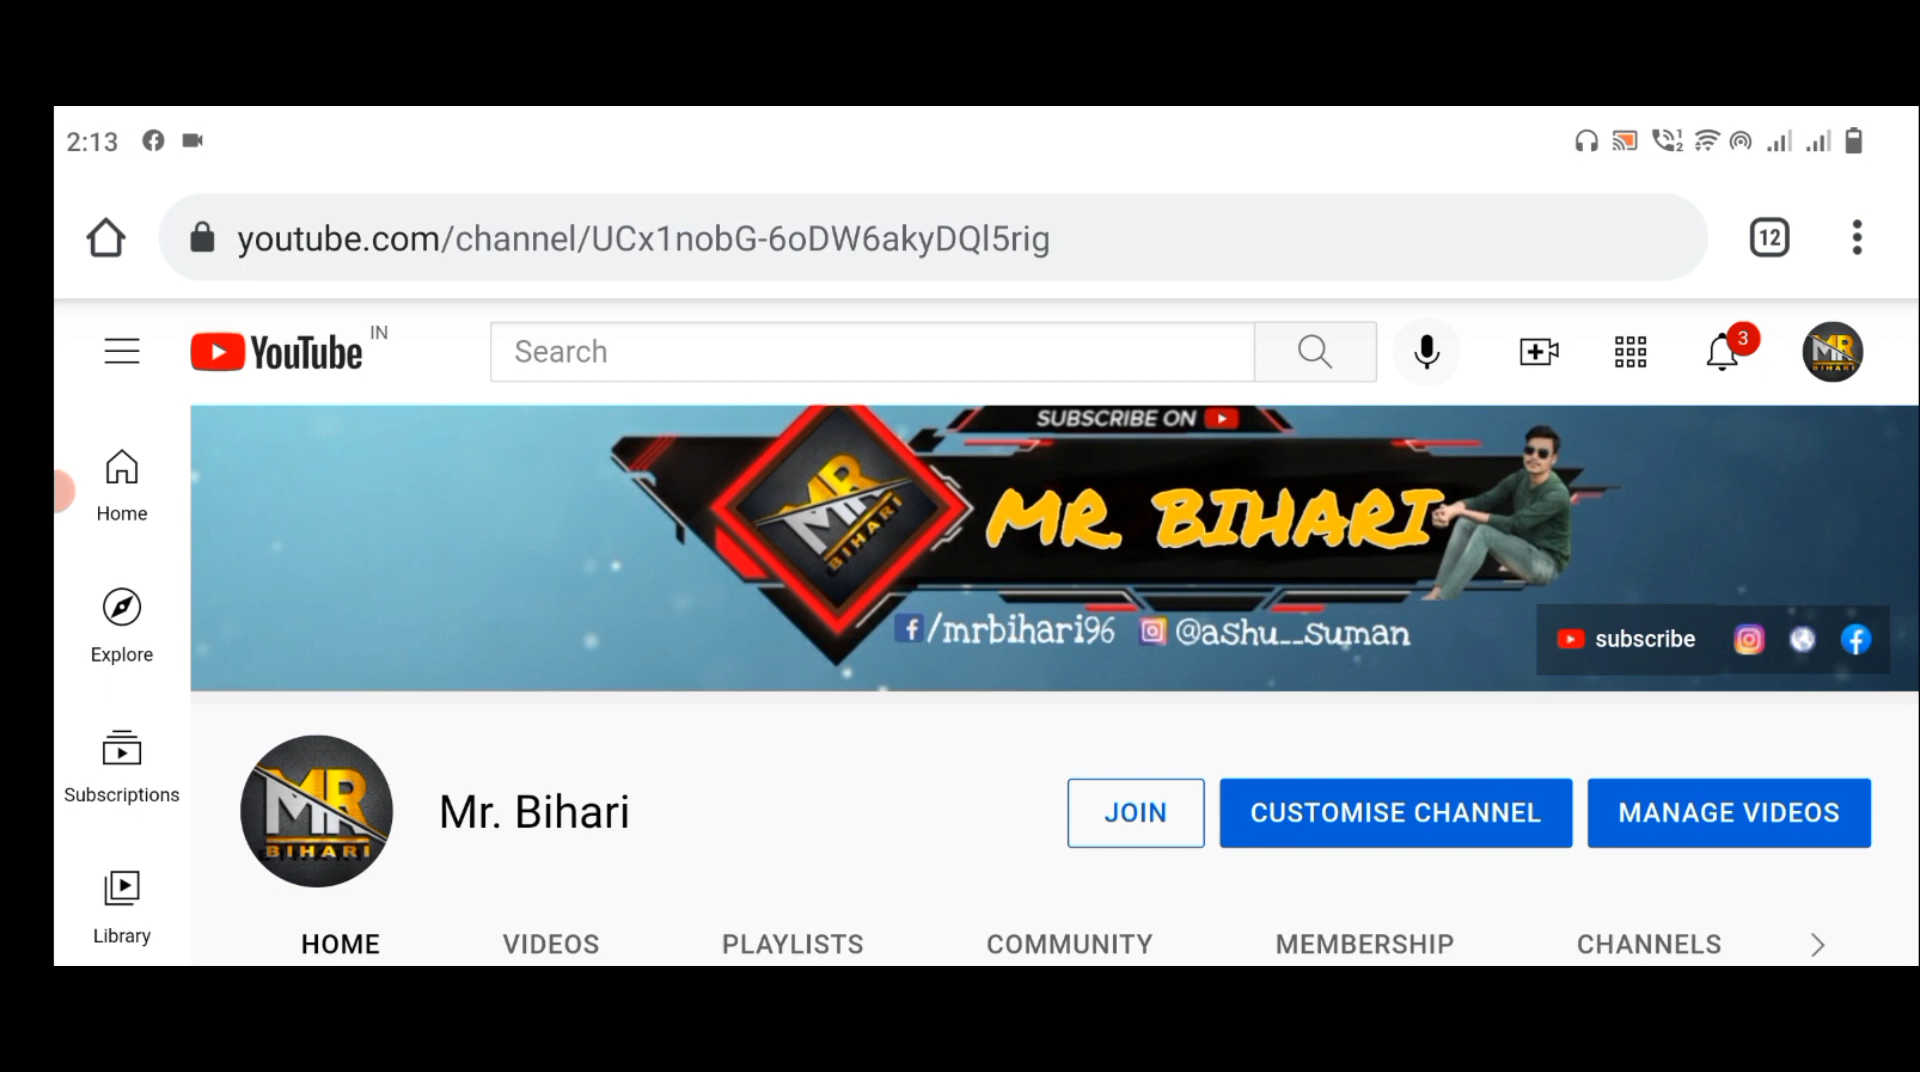 2:13
youtube.com/channel/UCx1nobG-6oDW6akyDQl5rig
12
YouTube IN
Search
3
MR BIHARI
SUBSCRIBE ON
MR BIHARI
MR. BIHARI
/mrbihari96 @ashu__suman
subscribe
Home
Explore
Subscriptions
Library
MR BIHARI
Mr. Bihari
JOIN
CUSTOMISE CHANNEL
MANAGE VIDEOS
HOME VIDEOS PLAYLISTS COMMUNITY MEMBERSHIP CHANNELS